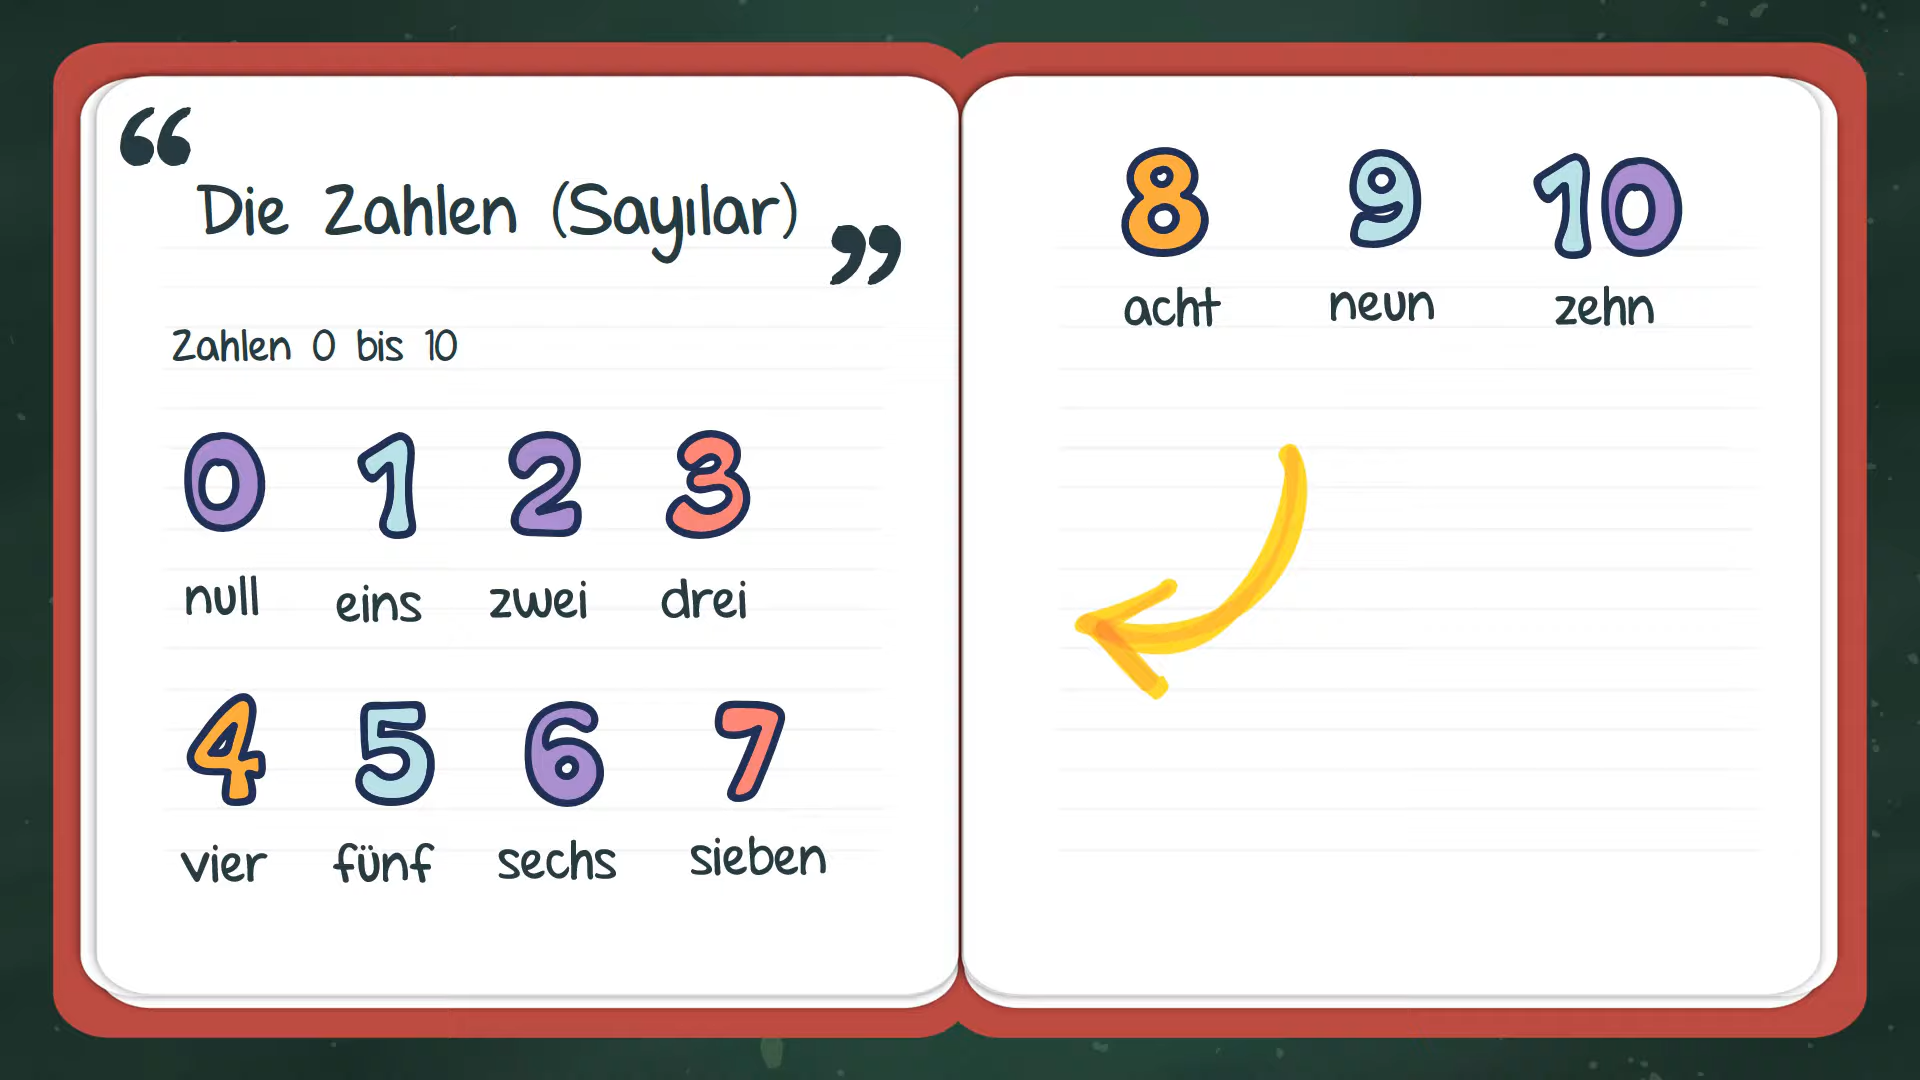 “
Die Zahlen (Sayılar)
”
Zahlen 0 bis 10
0 1 2 3
null eins zwei drei
4 5 6 7
vier fünf sechs sieben
8 9 10
acht neun zehn